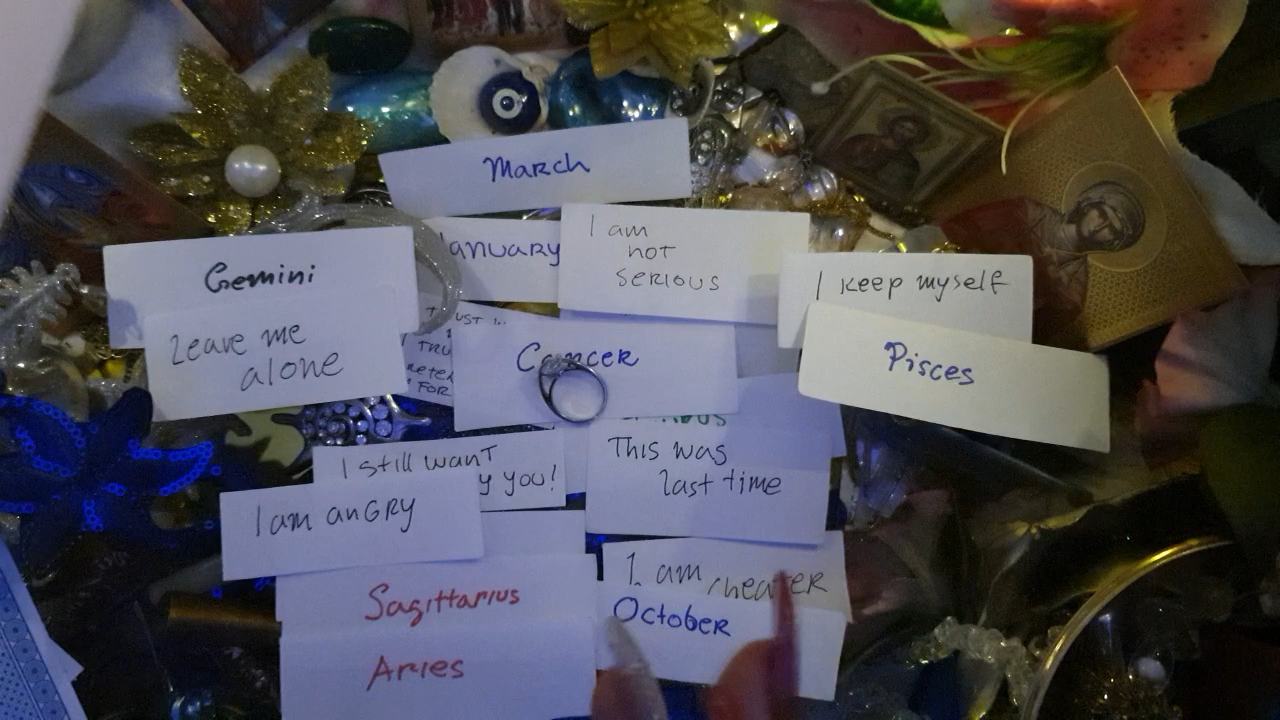 March
January
I am
not
serious
Gemini
I keep myself
Leave me
alone
Cancer
Pisces
I still want
y you!
This was
last time
I am angry
I am cheater
Sagittarius
October
Aries